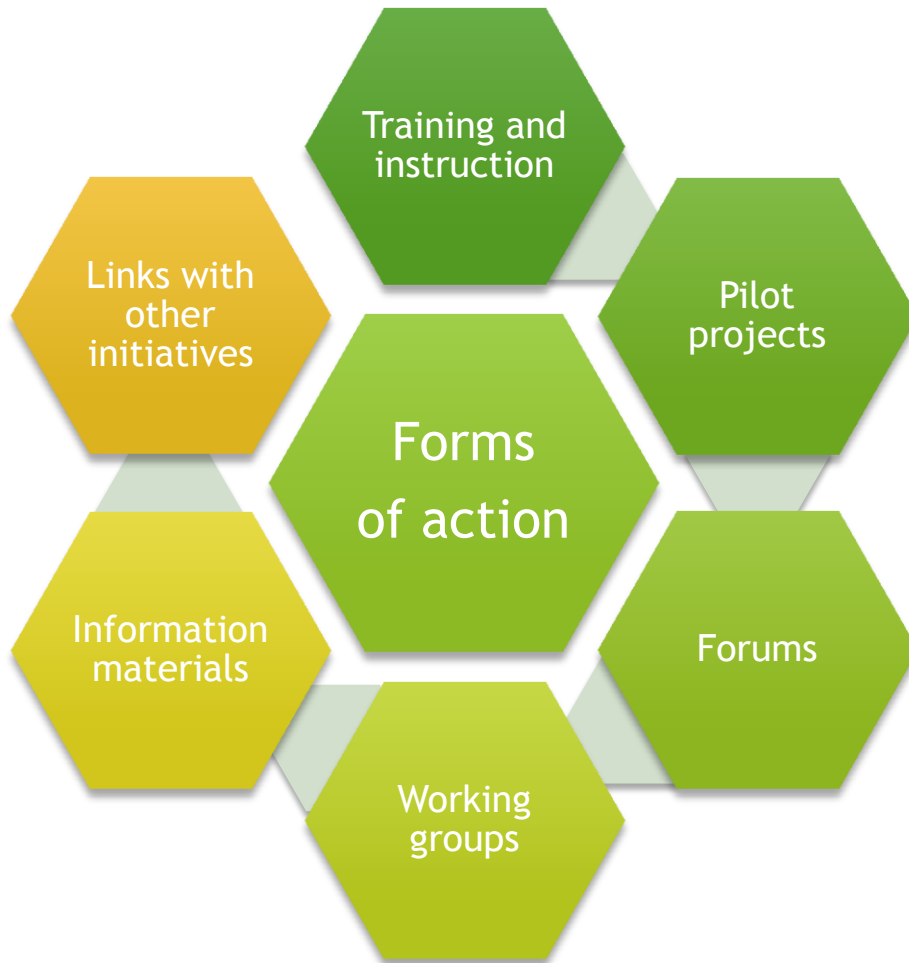 Training and
instruction
Pilot
projects
Forums
Working
groups
Information
materials
Links with
other
initiatives
Forms
of action